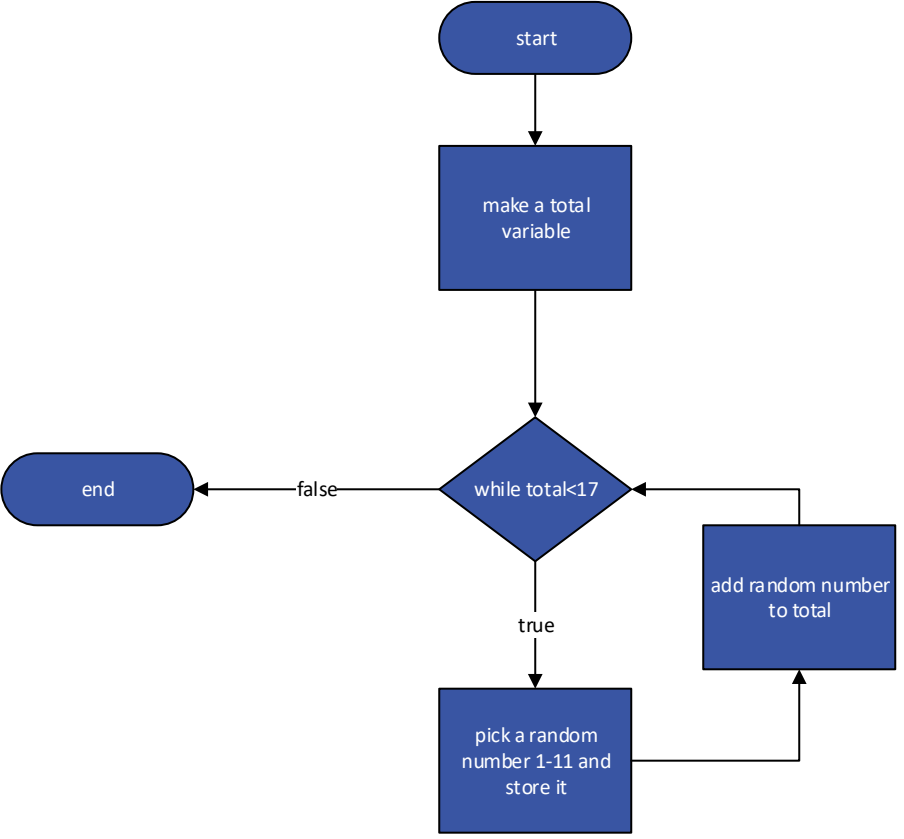 start
make a total
variable
while total<17
false
end
true
pick a random
number 1-11 and
store it
add random number
to total